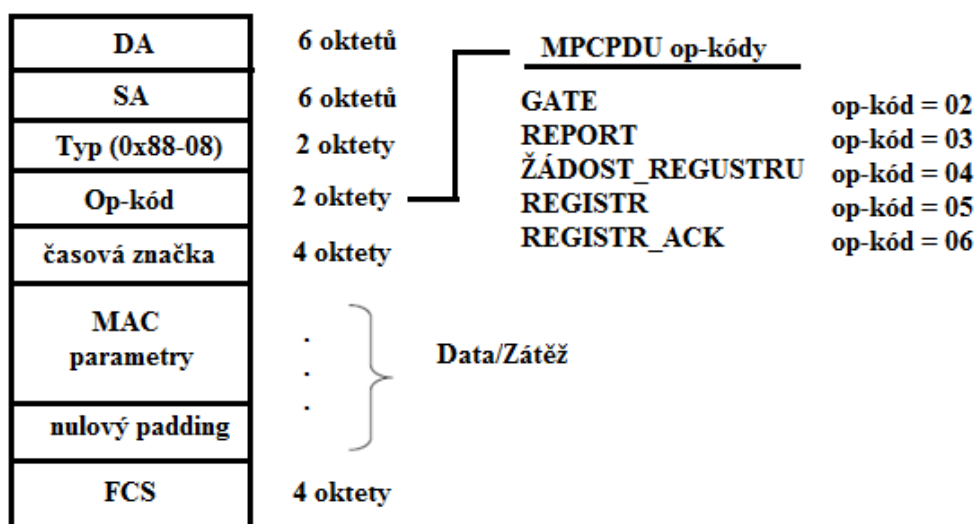 DA
6 oktetů
SA
6 oktetů
Typ (0x88-08)
2 oktety
Op-kód
2 oktety
časová značka
4 oktety
MAC
parametry
nulový padding
Data/Zátěž
FCS
4 oktety
MPCPDU op-kódy
GATE op-kód = 02
REPORT op-kód = 03
ŽÁDOST_REGUSTRU op-kód = 04
REGISTR op-kód = 05
REGISTR_ACK op-kód = 06